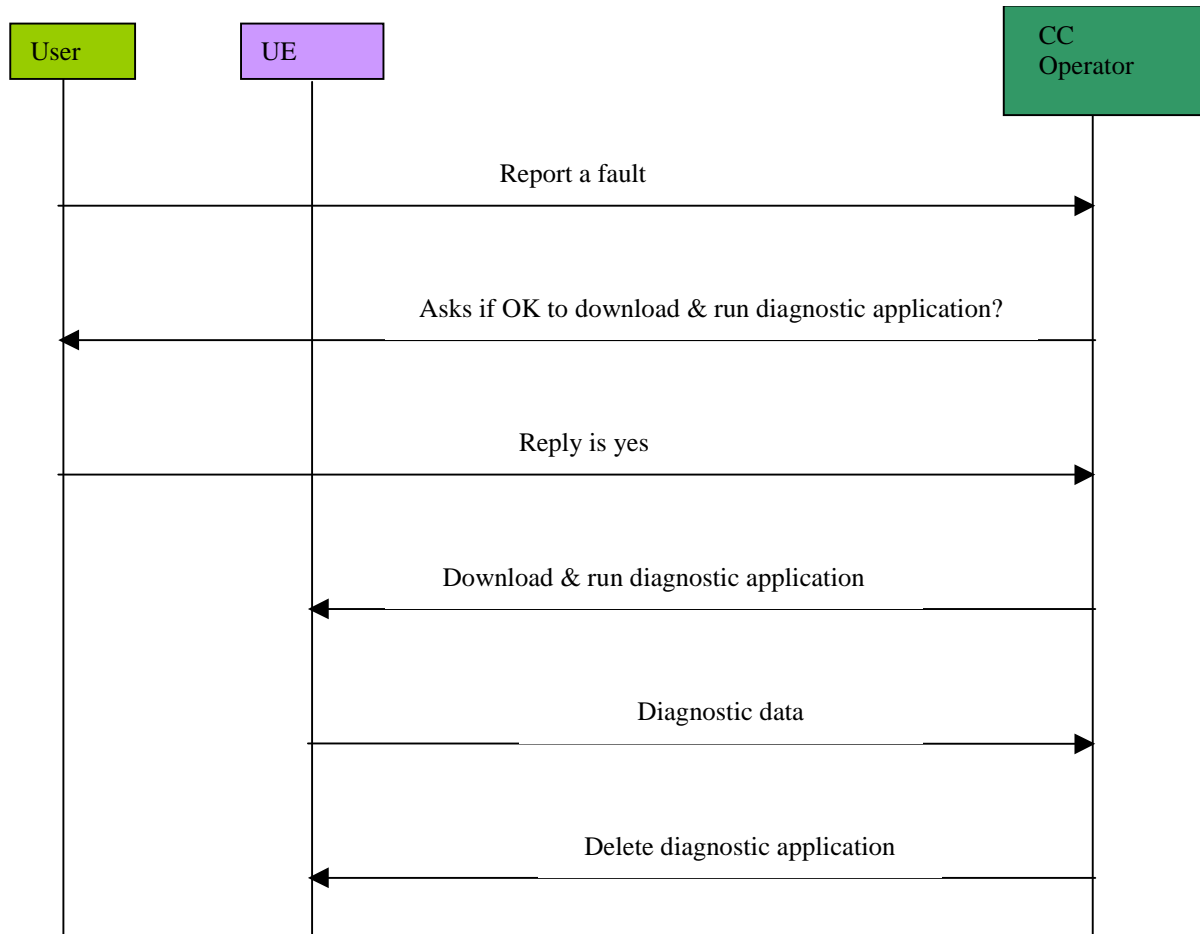 User
UE
CC
Operator
Report a fault
Asks if OK to download & run diagnostic application?
Reply is yes
Download & run diagnostic application
Diagnostic data
Delete diagnostic application